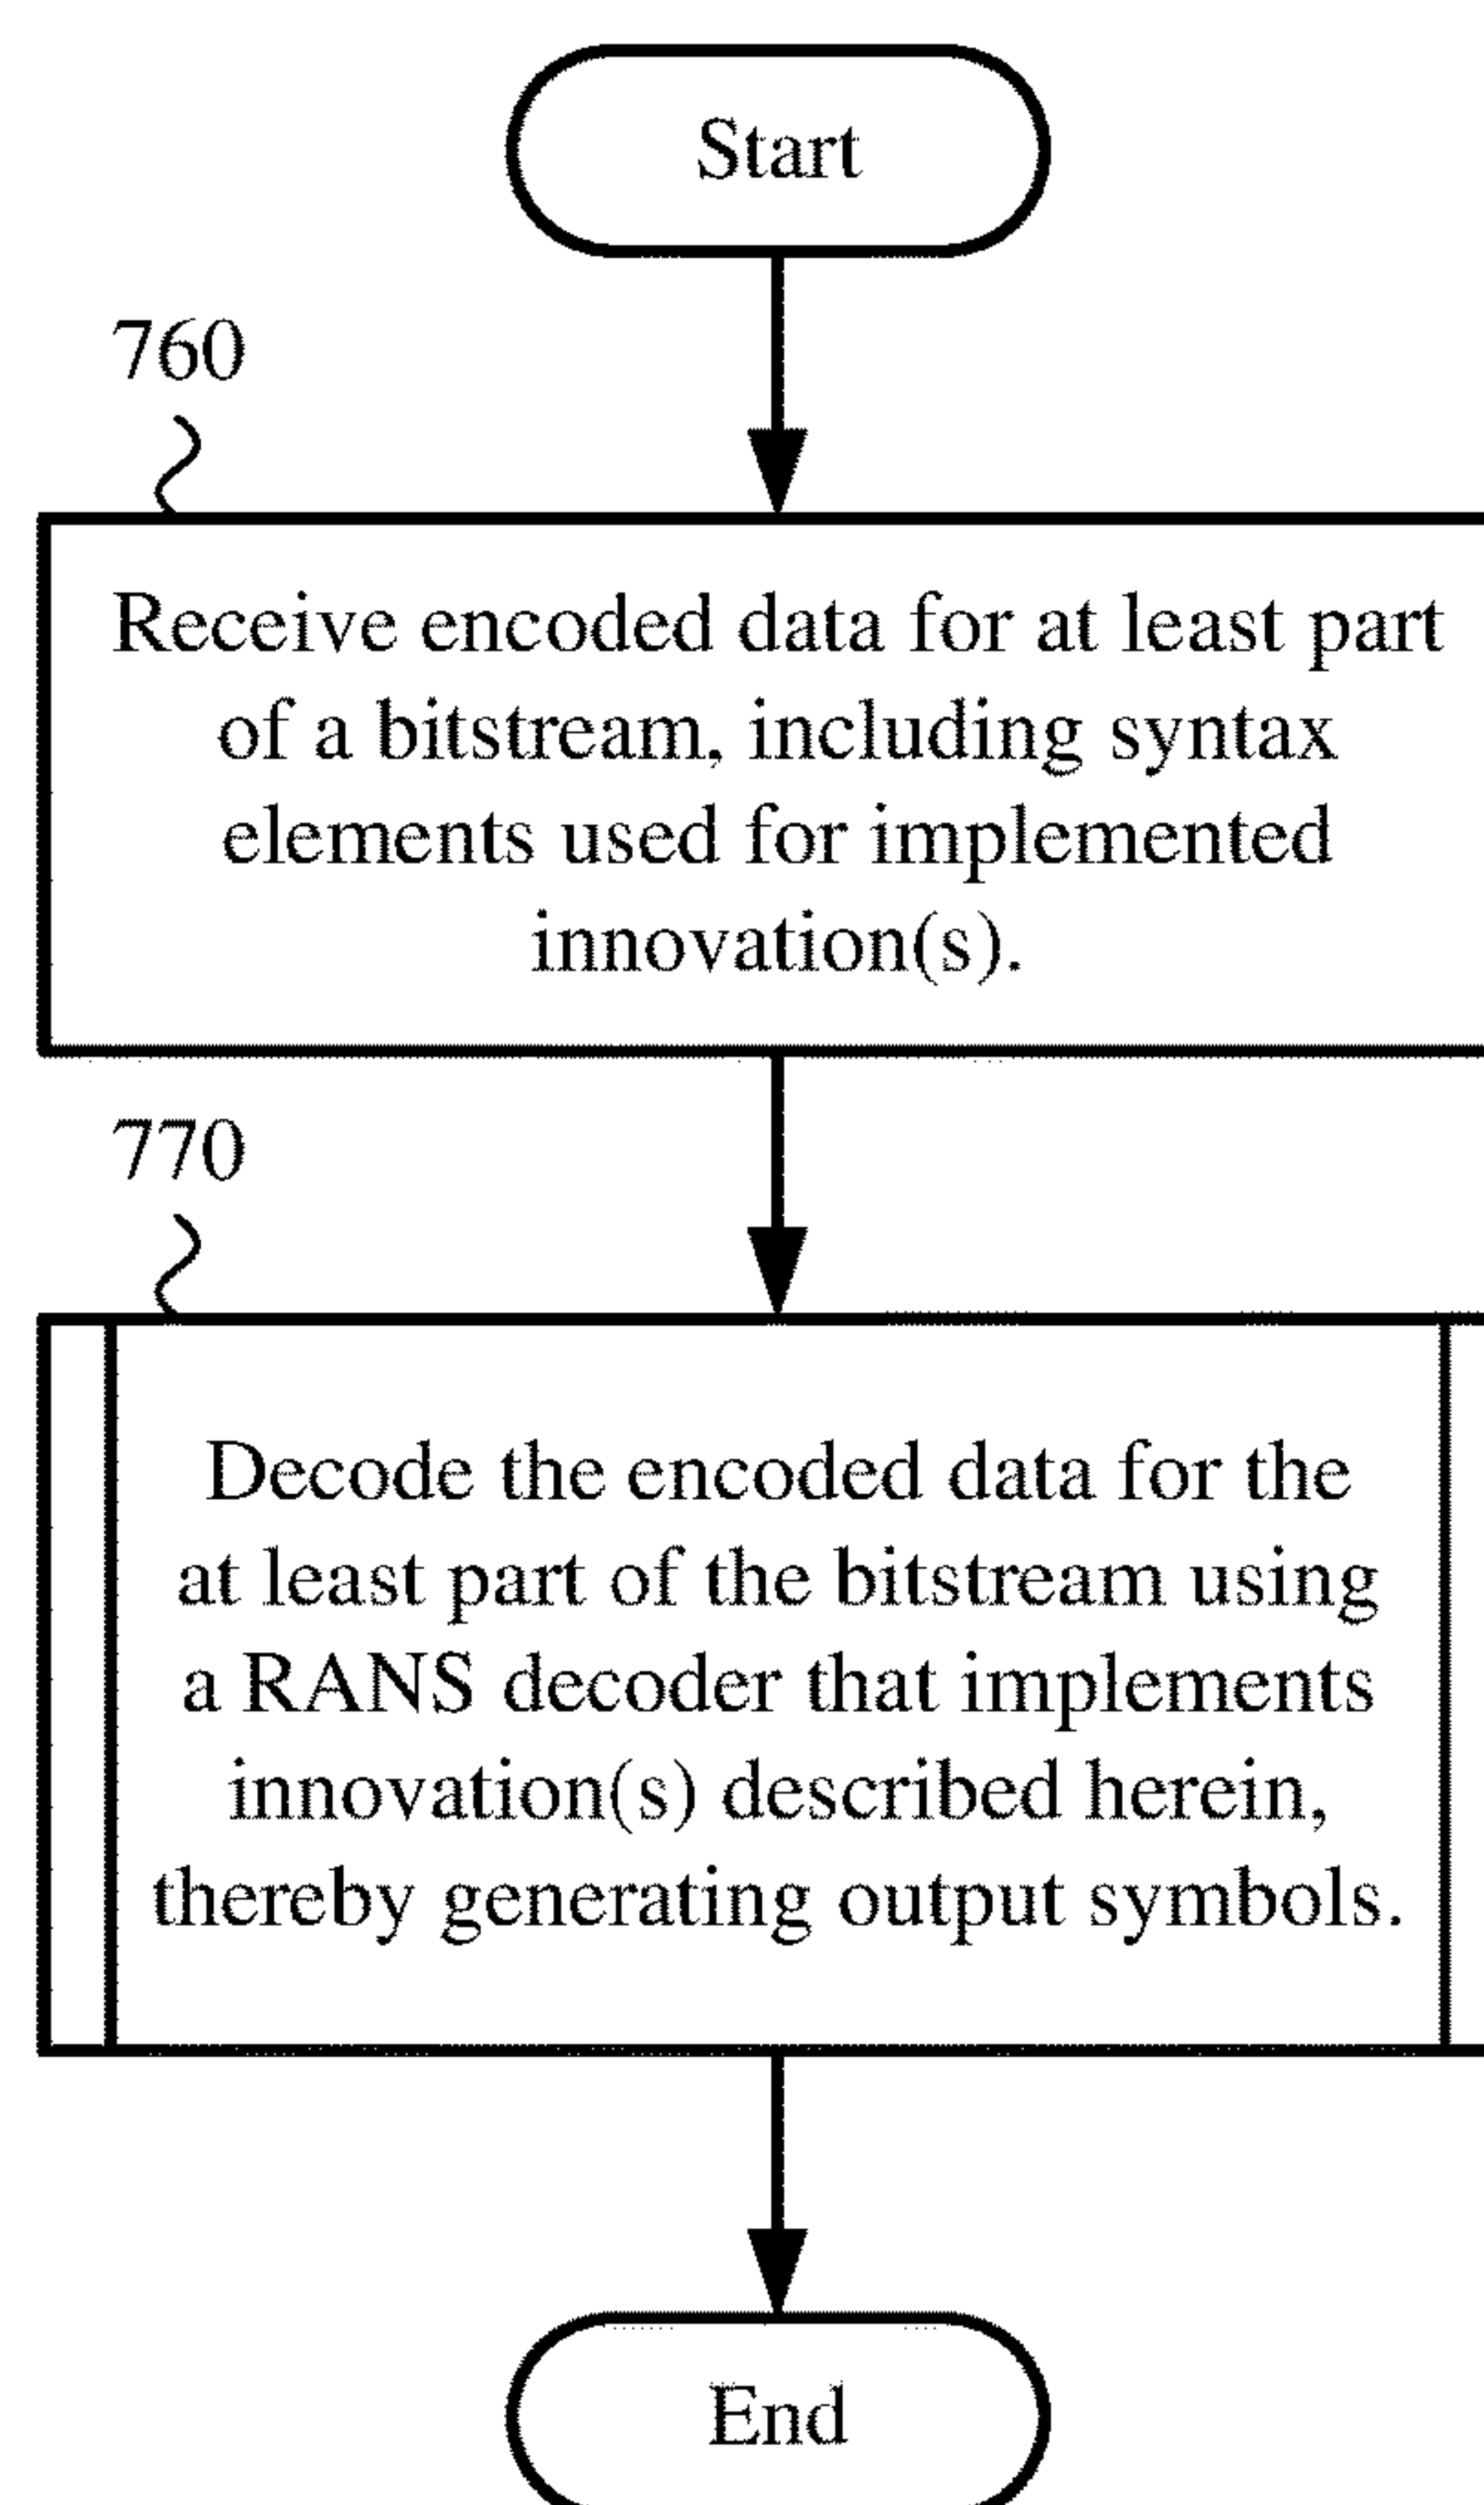 Start
760
Receive encoded data for at least part
of a bitstream, including syntax
elements used for implemented
innovation(s).
770
Decode the encoded data for the
at least part of the bitstream using
a RANS decoder that implements
innovation(s) described herein,
thereby generating output symbols.
End